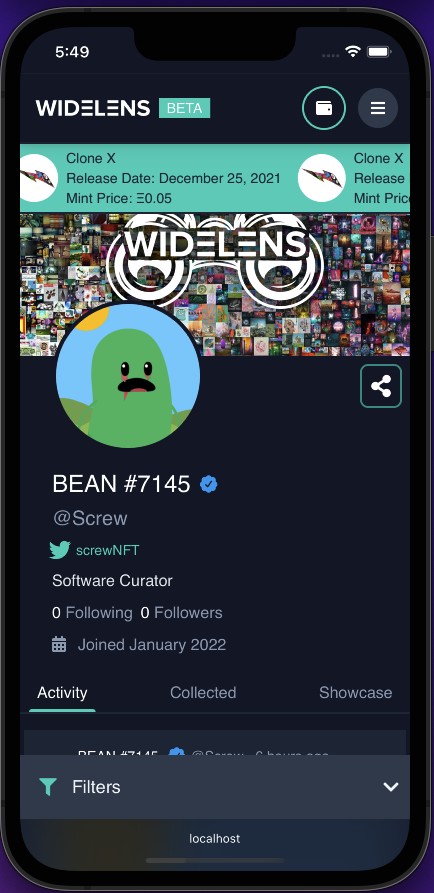 5:49
WIDELENS BETA
Clone X
Release Date: December 25, 2021
Mint Price: Ξ0.05
Clone X
Release
Mint Pric
WIDELENS
BEAN #7145
@Screw
screwNFT
Software Curator
0 Following 0 Followers
Joined January 2022
Activity Collected Showcase
BEAN #7145 @Screw · 6 hours ago
Filters
localhost